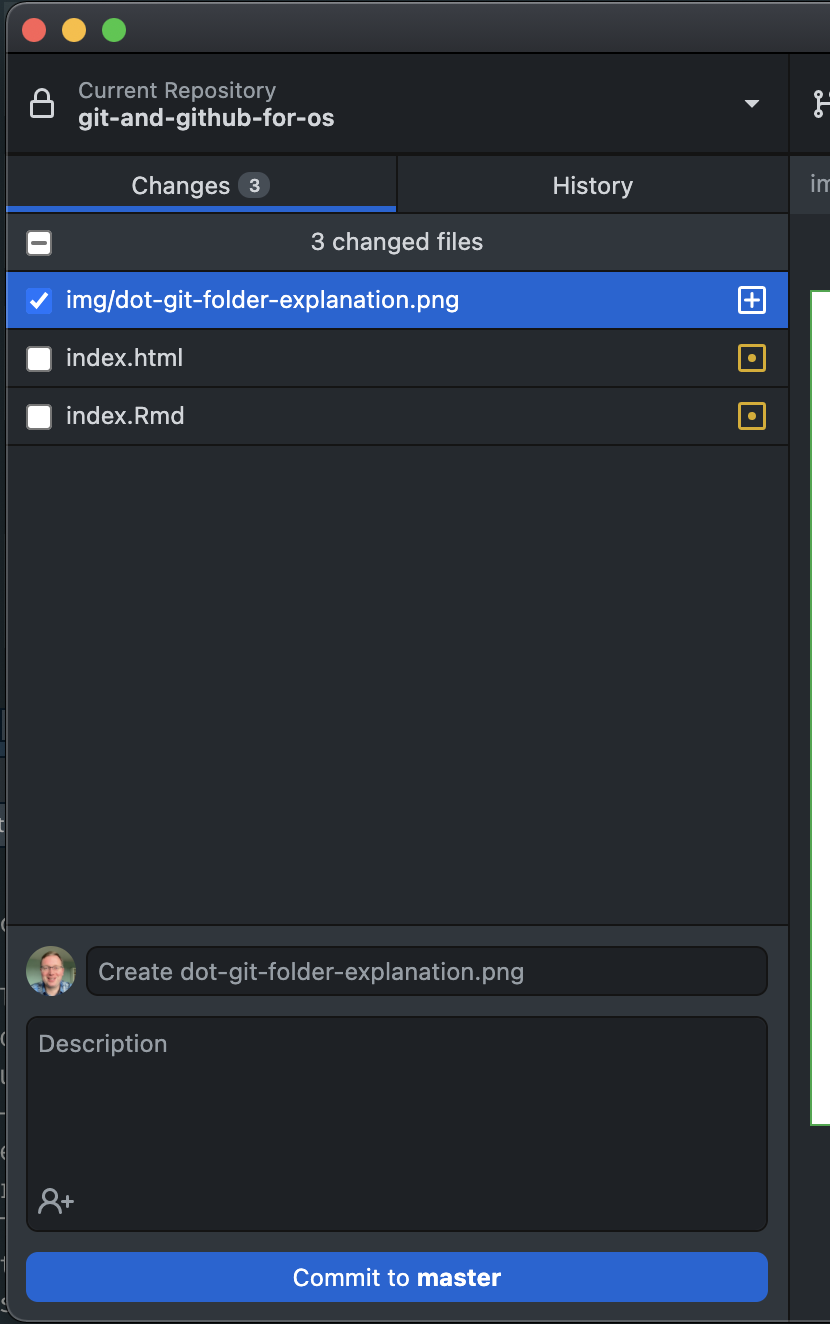 Current Repository
git-and-github-for-os
Changes 3
History
3 changed files
img/dot-git-folder-explanation.png
index.html
index.Rmd
Create dot-git-folder-explanation.png
Description
Commit to master